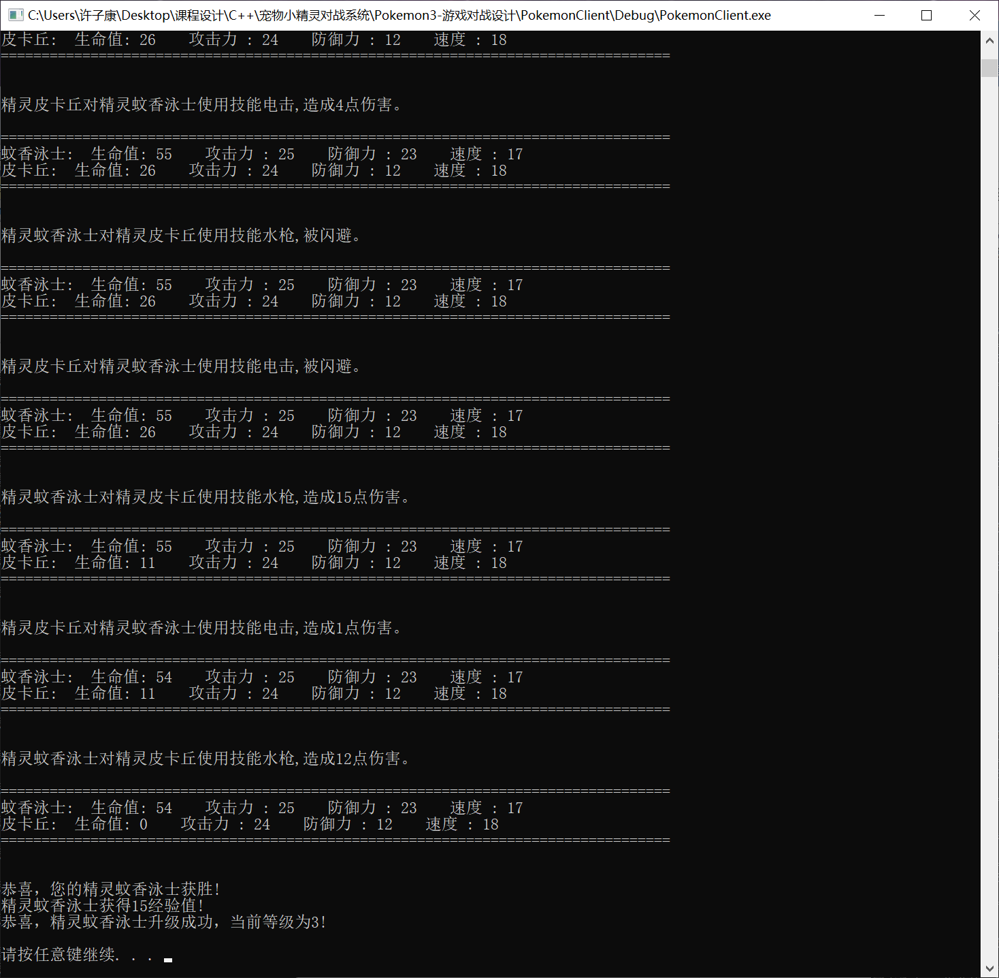 C:\Users\许子康\Desktop\课程设计\C++\宠物小精灵对战系统\Pokemon3-游戏对战设计\PokemonClient\Debug\PokemonClient.exe
皮卡丘: 生命值: 26 攻击力 : 24 防御力 : 12 速度 : 18
==================================================================================
精灵皮卡丘对精灵蚊香泳士使用技能电击,造成4点伤害。
==================================================================================
蚊香泳士: 生命值: 55 攻击力 : 25 防御力 : 23 速度 : 17
皮卡丘: 生命值: 26 攻击力 : 24 防御力 : 12 速度 : 18
==================================================================================
精灵蚊香泳士对精灵皮卡丘使用技能水枪,被闪避。
==================================================================================
蚊香泳士: 生命值: 55 攻击力 : 25 防御力 : 23 速度 : 17
皮卡丘: 生命值: 26 攻击力 : 24 防御力 : 12 速度 : 18
==================================================================================
精灵皮卡丘对精灵蚊香泳士使用技能电击,被闪避。
==================================================================================
蚊香泳士: 生命值: 55 攻击力 : 25 防御力 : 23 速度 : 17
皮卡丘: 生命值: 26 攻击力 : 24 防御力 : 12 速度 : 18
==================================================================================
精灵蚊香泳士对精灵皮卡丘使用技能水枪,造成15点伤害。
==================================================================================
蚊香泳士: 生命值: 55 攻击力 : 25 防御力 : 23 速度 : 17
皮卡丘: 生命值: 11 攻击力 : 24 防御力 : 12 速度 : 18
==================================================================================
精灵皮卡丘对精灵蚊香泳士使用技能电击,造成1点伤害。
==================================================================================
蚊香泳士: 生命值: 54 攻击力 : 25 防御力 : 23 速度 : 17
皮卡丘: 生命值: 11 攻击力 : 24 防御力 : 12 速度 : 18
==================================================================================
精灵蚊香泳士对精灵皮卡丘使用技能水枪,造成12点伤害。
==================================================================================
蚊香泳士: 生命值: 54 攻击力 : 25 防御力 : 23 速度 : 17
皮卡丘: 生命值: 0 攻击力 : 24 防御力 : 12 速度 : 18
==================================================================================
恭喜，您的精灵蚊香泳士获胜!
精灵蚊香泳士获得15经验值!
恭喜，精灵蚊香泳士升级成功，当前等级为3!
请按任意键继续. . .